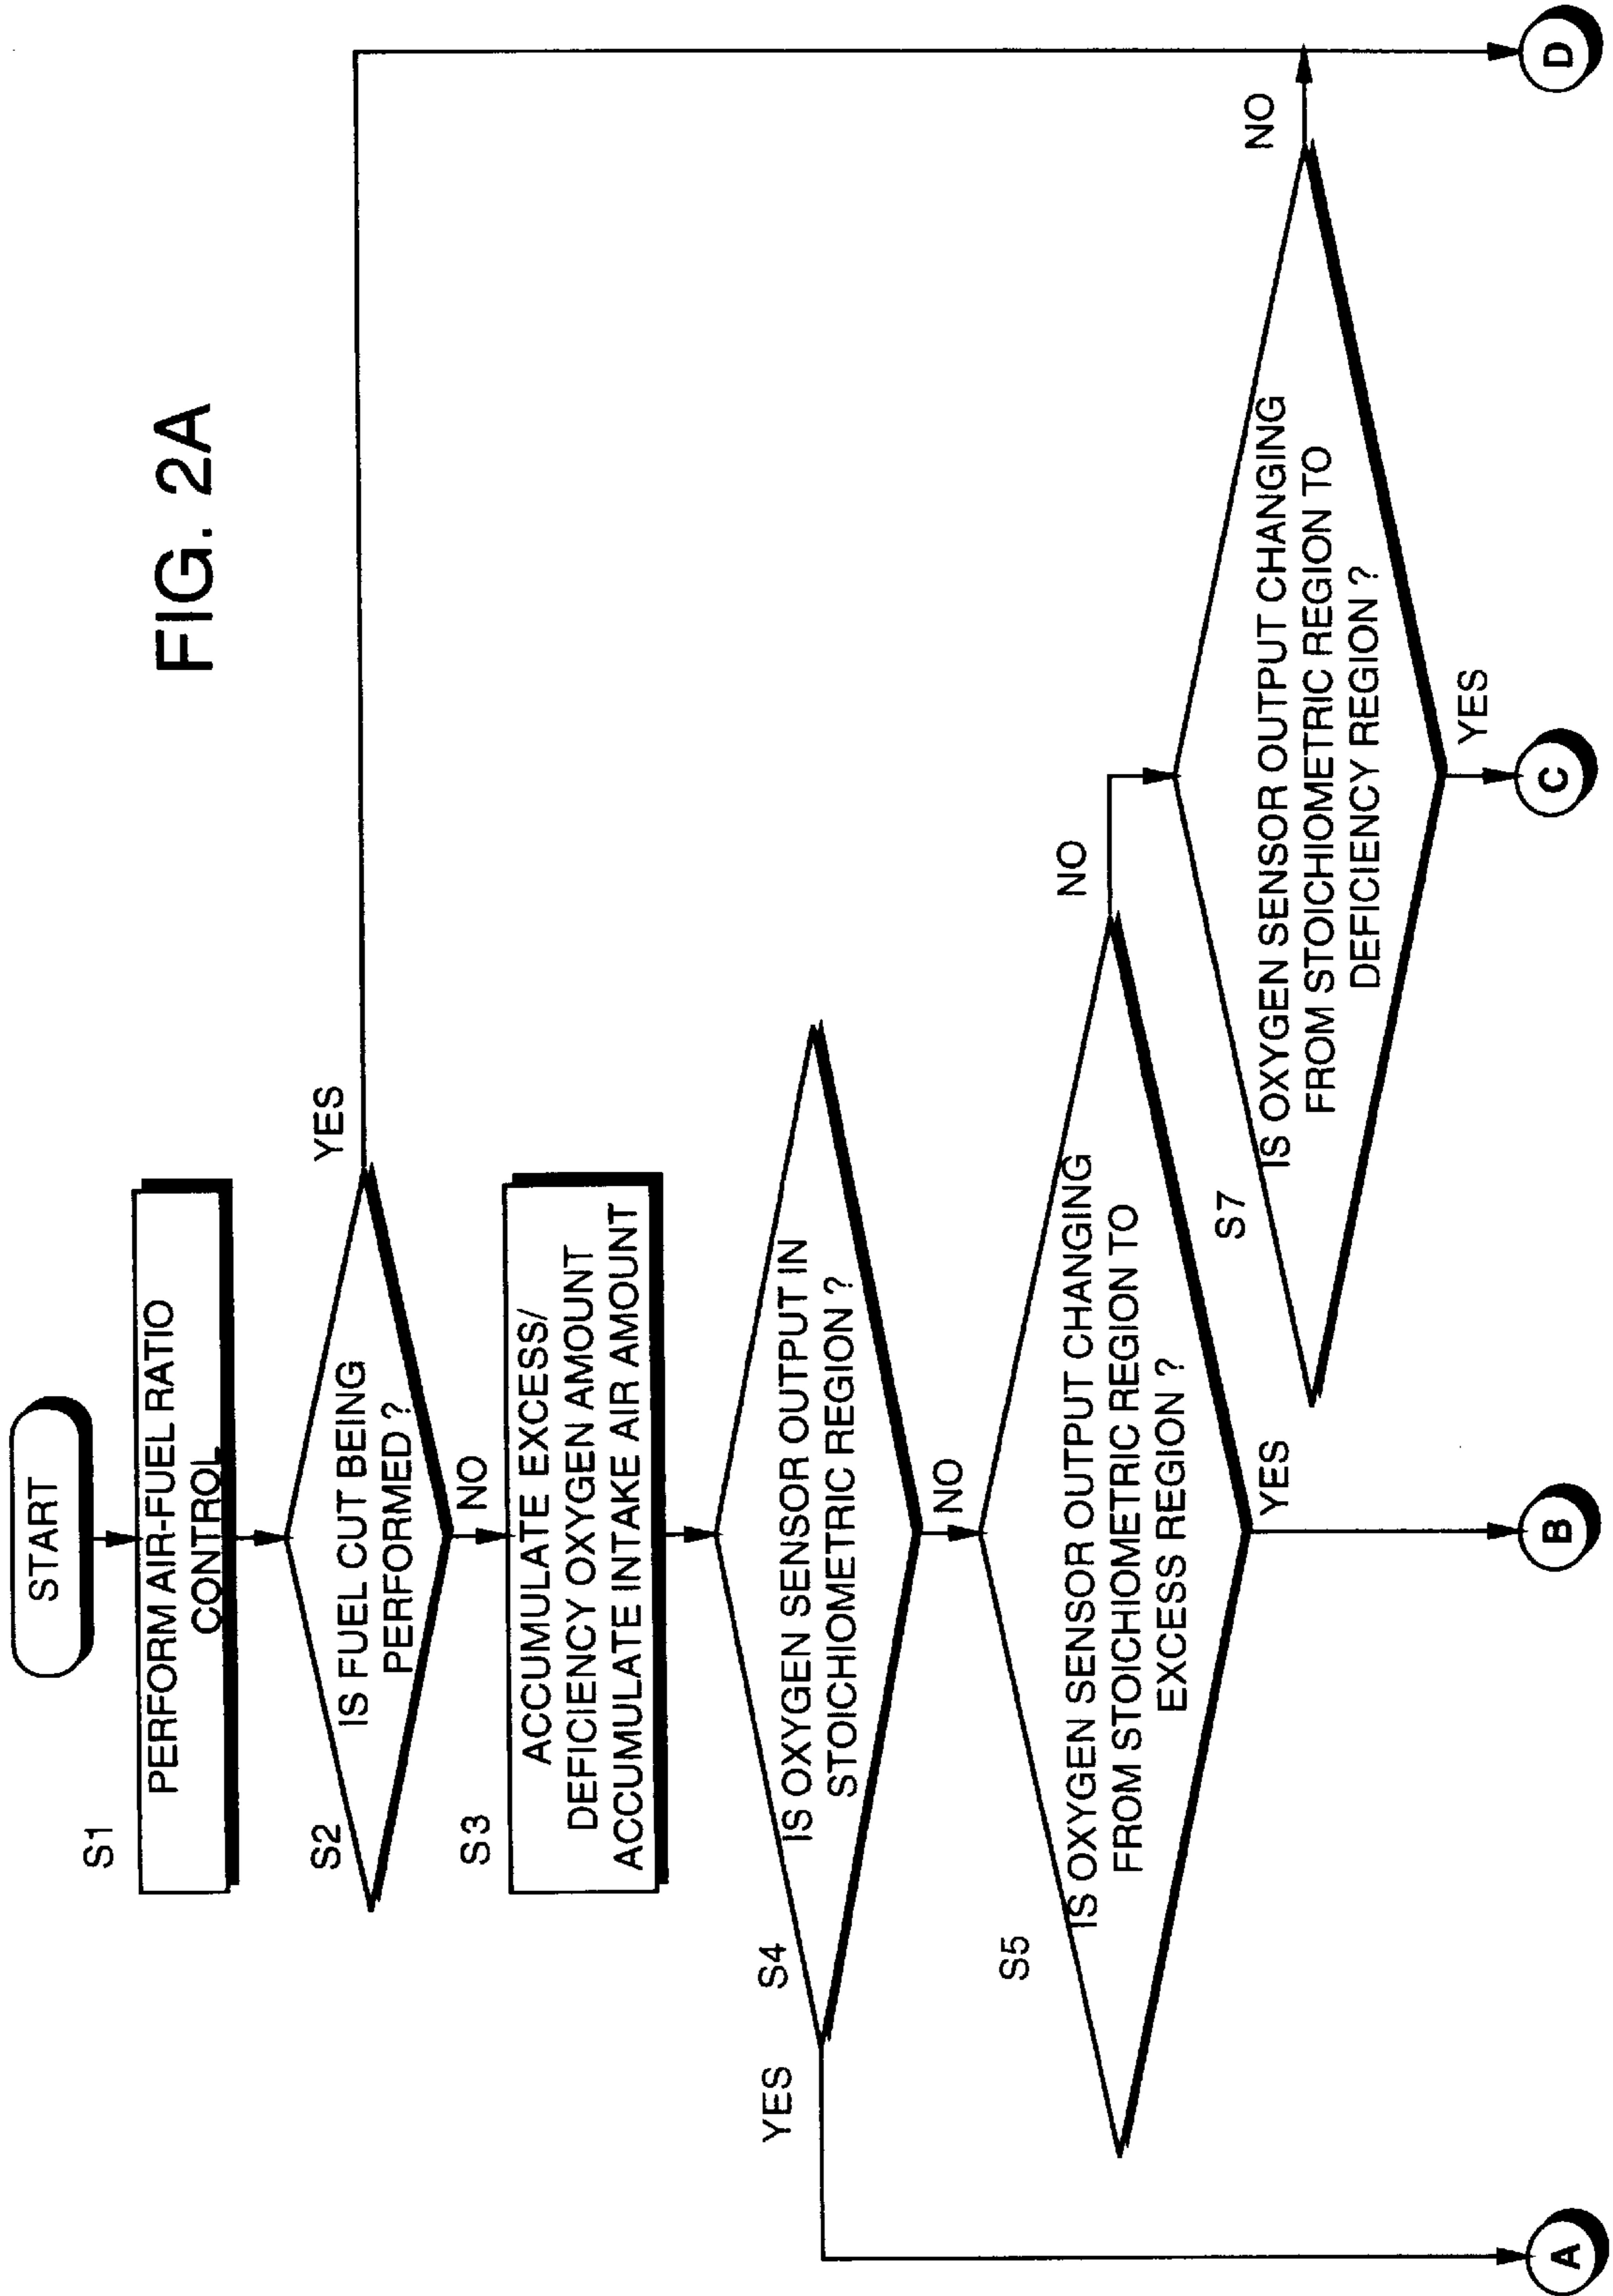 FIG. 2A
START
S1
PERFORM AIR-FUEL RATIO
CONTROL
S2
IS FUEL CUT BEING
PERFORMED ?
YES
NO
S3
ACCUMULATE EXCESS/
DEFICIENCY OXYGEN AMOUNT
ACCUMULATE INTAKE AIR AMOUNT
S4
IS OXYGEN SENSOR OUTPUT IN
STOICHIOMETRIC REGION ?
YES
NO
S5
IS OXYGEN SENSOR OUTPUT CHANGING
FROM STOICHIOMETRIC REGION TO
EXCESS REGION ?
NO
YES
S7
IS OXYGEN SENSOR OUTPUT CHANGING
FROM STOICHIOMETRIC REGION TO
DEFICIENCY REGION ?
NO
YES
A
B
C
D